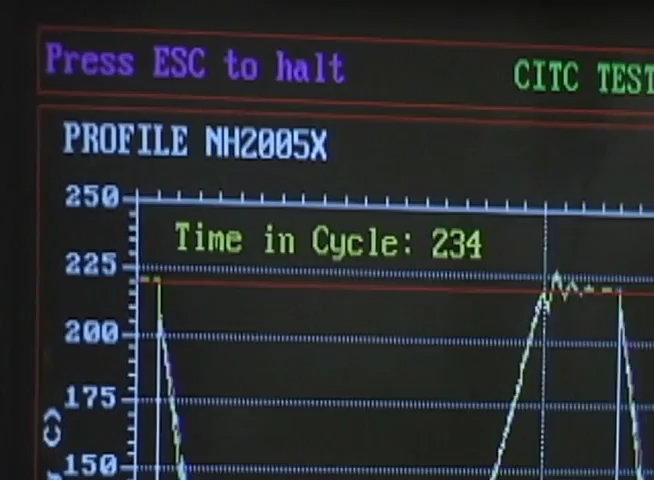 Press ESC to halt
CITC TEST
PROFILE NH2005X
250
Time in Cycle: 234
225
200
175
150